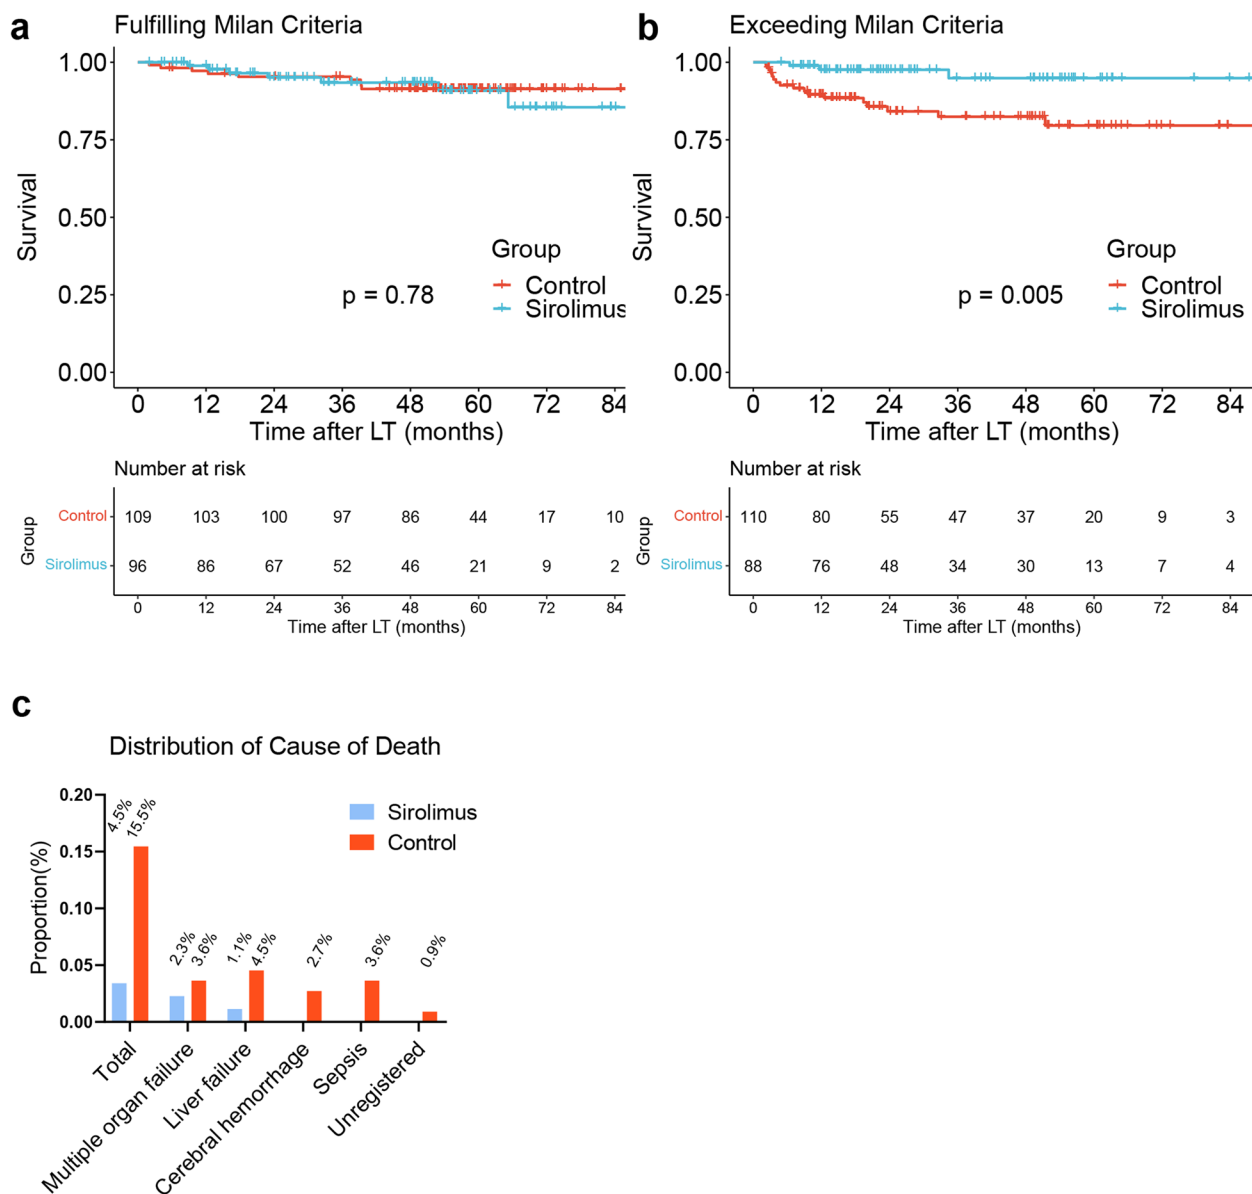 a
Fulfilling Milan Criteria
1.00
0.75
0.50
0.25
0.00
Survival
Group
Control
Sirolimus
p = 0.78
0 12 24 36 48 60 72 84
Time after LT (months)
Number at risk
Group
Control 109 103 100 97 86 44 17 10
Sirolimus 96 86 67 52 46 21 9 2
0 12 24 36 48 60 72 84
Time after LT (months)
b
Exceeding Milan Criteria
1.00
0.75
0.50
0.25
0.00
Survival
Group
Control
Sirolimus
p = 0.005
0 12 24 36 48 60 72 84
Time after LT (months)
Number at risk
Group
Control 110 80 55 47 37 20 9 3
Sirolimus 88 76 48 34 30 13 7 4
0 12 24 36 48 60 72 84
Time after LT (months)
c
Distribution of Cause of Death
Proportion(%)
0.20
0.15
0.10
0.05
0.00
Sirolimus
Control
4.5% 15.5%
2.3% 3.6%
1.1% 4.5%
2.7%
3.6%
0.9%
Total
Multiple organ failure
Liver failure
Cerebral hemorrhage
Sepsis
Unregistered